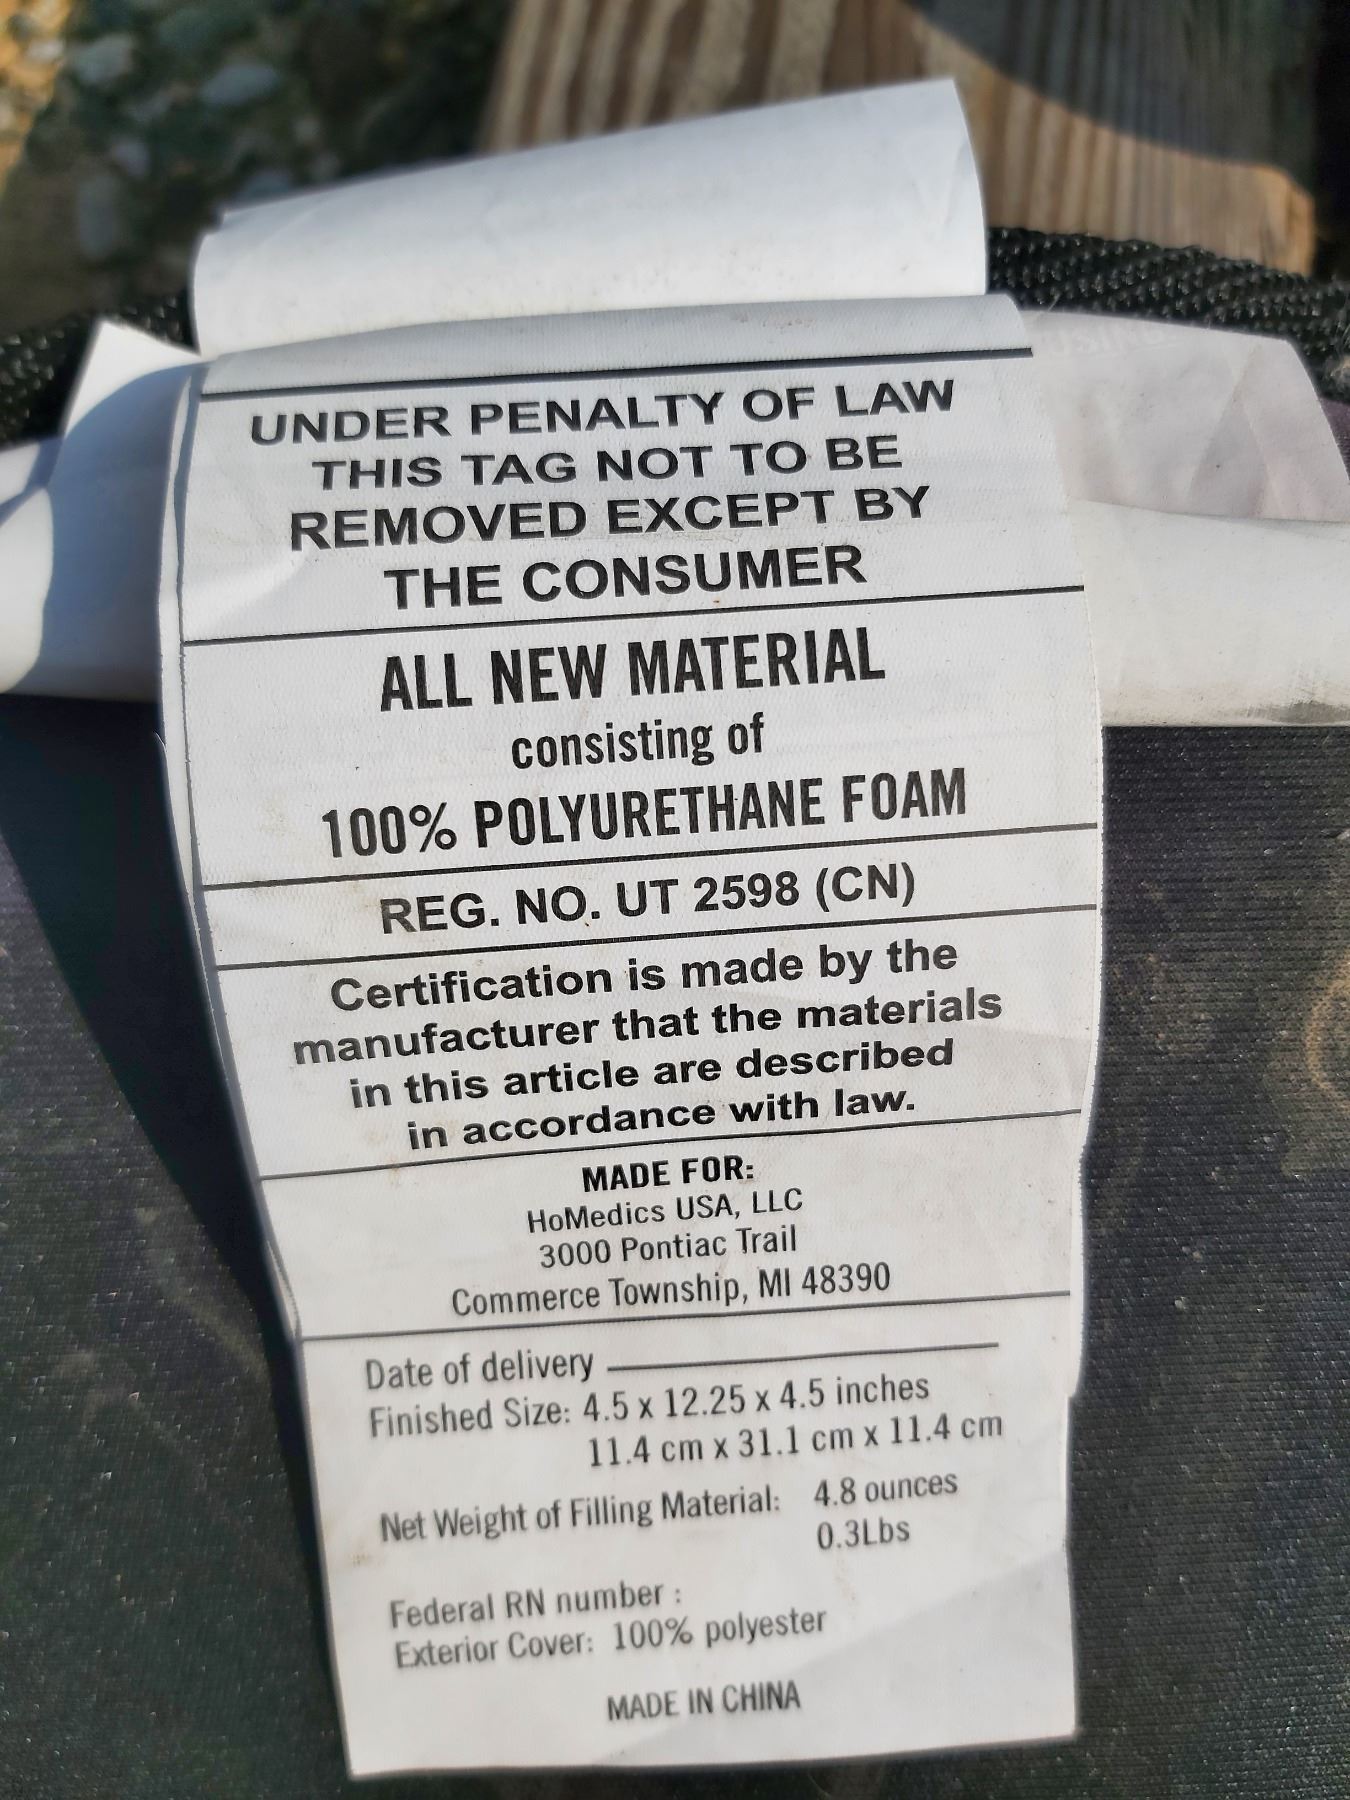 UNDER PENALTY OF LAW
THIS TAG NOT TO BE
REMOVED EXCEPT BY
THE CONSUMER
ALL NEW MATERIAL
consisting of
100% POLYURETHANE FOAM
REG. NO. UT 2598 (CN)
Certification is made by the
manufacturer that the materials
in this article are described
in accordance with law.
MADE FOR:
HoMedics USA, LLC
3000 Pontiac Trail
Commerce Township, MI 48390
Date of delivery
Finished Size: 4.5 x 12.25 x 4.5 inches
11.4 cm x 31.1 cm x 11.4 cm
Net Weight of Filling Material: 4.8 ounces
0.3Lbs
Federal RN number :
Exterior Cover: 100% polyester
MADE IN CHINA